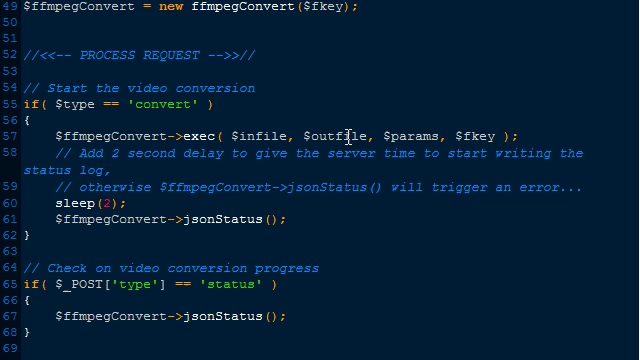 49 $ffmpegConvert = new ffmpegConvert($fkey);
50
51
52 //<<-- PROCESS REQUEST -->>//
53
54 // Start the video conversion
55 if( $type == 'convert' )
56 {
57 $ffmpegConvert->exec( $infile, $outfile, $params, $fkey );
58 // Add 2 second delay to give the server time to start writing the
status log,
59 // otherwise $ffmpegConvert->jsonStatus() will trigger an error...
60 sleep(2);
61 $ffmpegConvert->jsonStatus();
62 }
63
64 // Check on video conversion progress
65 if( $_POST['type'] == 'status' )
66 {
67 $ffmpegConvert->jsonStatus();
68 }
69